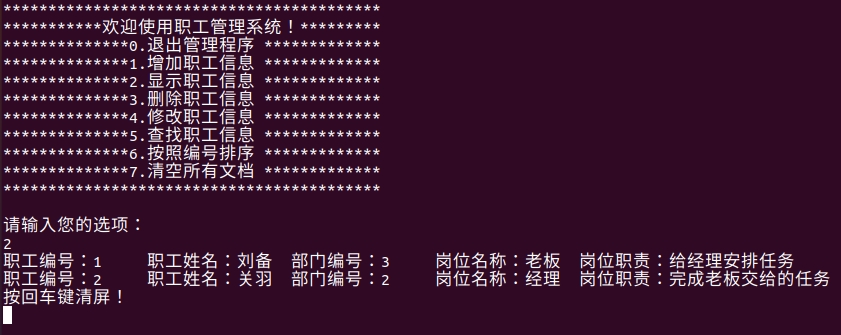 ******************************************
***********欢迎使用职工管理系统！*********
**************0.退出管理程序 *************
**************1.增加职工信息 *************
**************2.显示职工信息 *************
**************3.删除职工信息 *************
**************4.修改职工信息 *************
**************5.查找职工信息 *************
**************6.按照编号排序 *************
**************7.清空所有文档 *************
******************************************
请输入您的选项：
2
职工编号：1 职工姓名：刘备 部门编号：3 岗位名称：老板 岗位职责：给经理安排任务
职工编号：2 职工姓名：关羽 部门编号：2 岗位名称：经理 岗位职责：完成老板交给的任务
按回车键清屏！